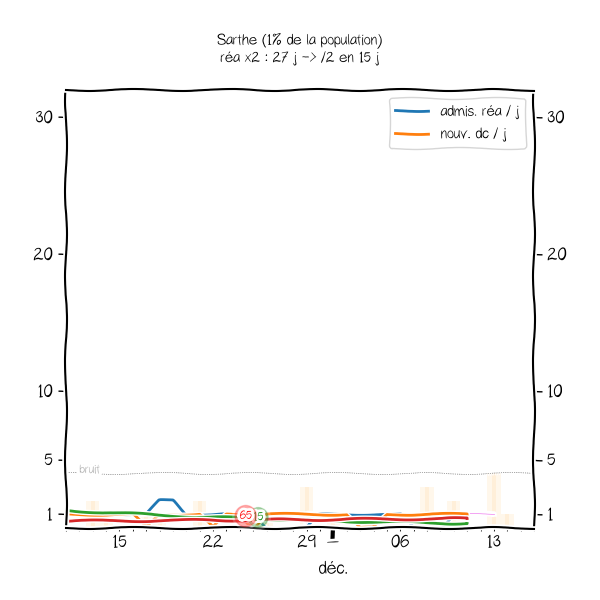 Sarthe (1% de la population)
réa x2 : 27 j -> /2 en 15 j
admis. réa / j
nouv. dc / j
30
30
20
20
10
10
5
5
bruit
1
65
15
1
15
22
29
06
13
déc.